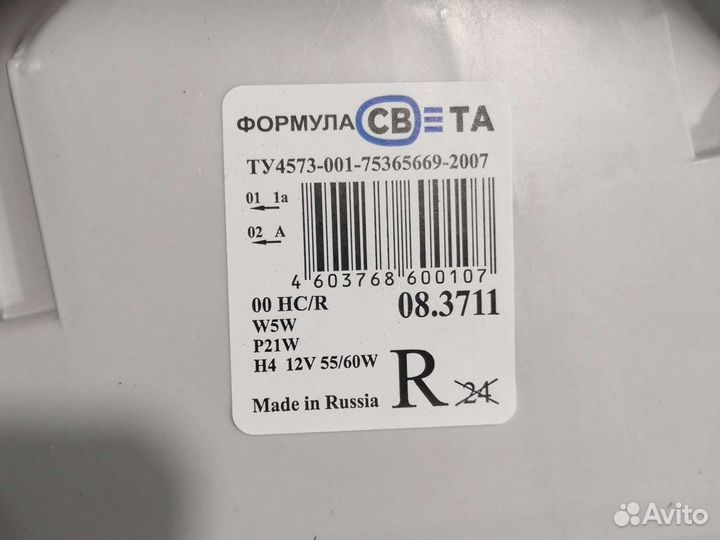 ФОРМУЛА СВЕТА
ТУ4573-001-75365669-2007
01 1a
02 A
4 603768 600107
00 HC/R
08.3711
W5W
P21W
H4 12V 55/60W
R
24
Made in Russia
Avito